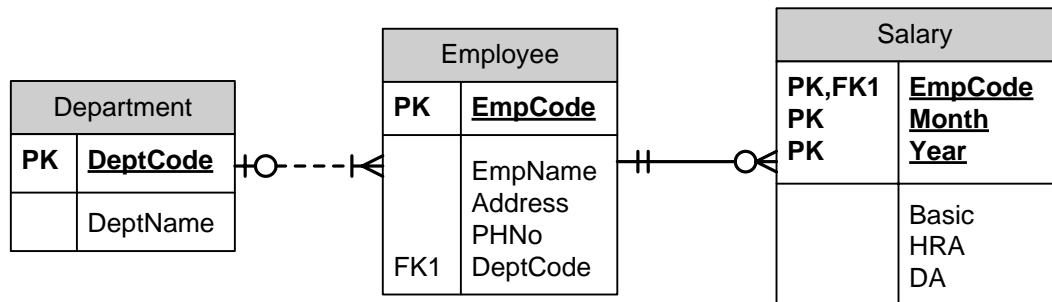 Department
PK DeptCode
DeptName
Employee
PK EmpCode
EmpName
Address
PHNo
FK1 DeptCode
Salary
PK,FK1 EmpCode
PK Month
PK Year
Basic
HRA
DA